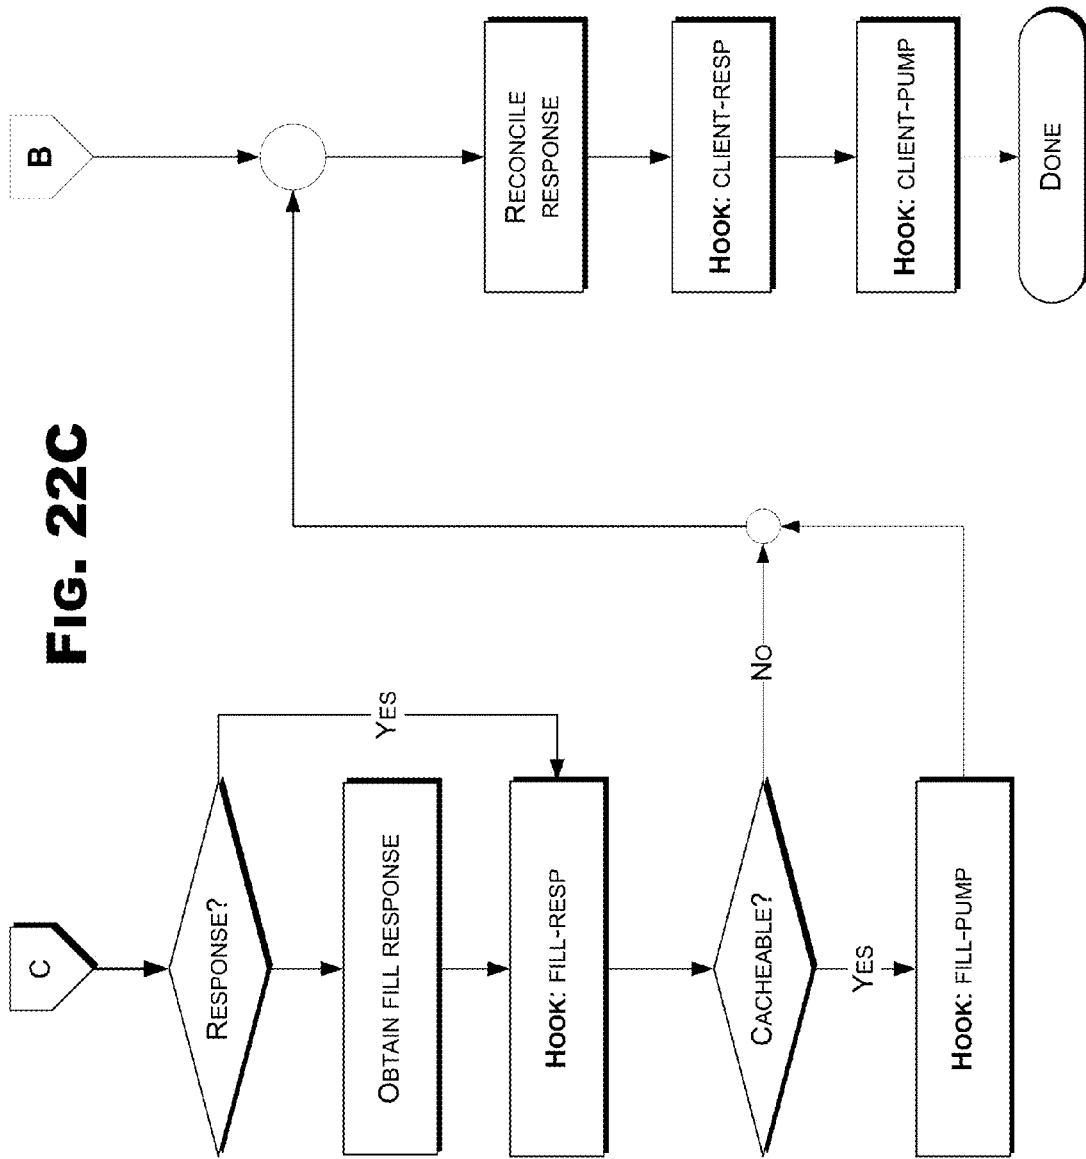 FIG. 22C
C
RESPONSE?
YES
OBTAIN FILL RESPONSE
HOOK: FILL-RESP
CACHEABLE?
NO
YES
HOOK: FILL-PUMP
B
RECONCILE
RESPONSE
HOOK: CLIENT-RESP
HOOK: CLIENT-PUMP
DONE